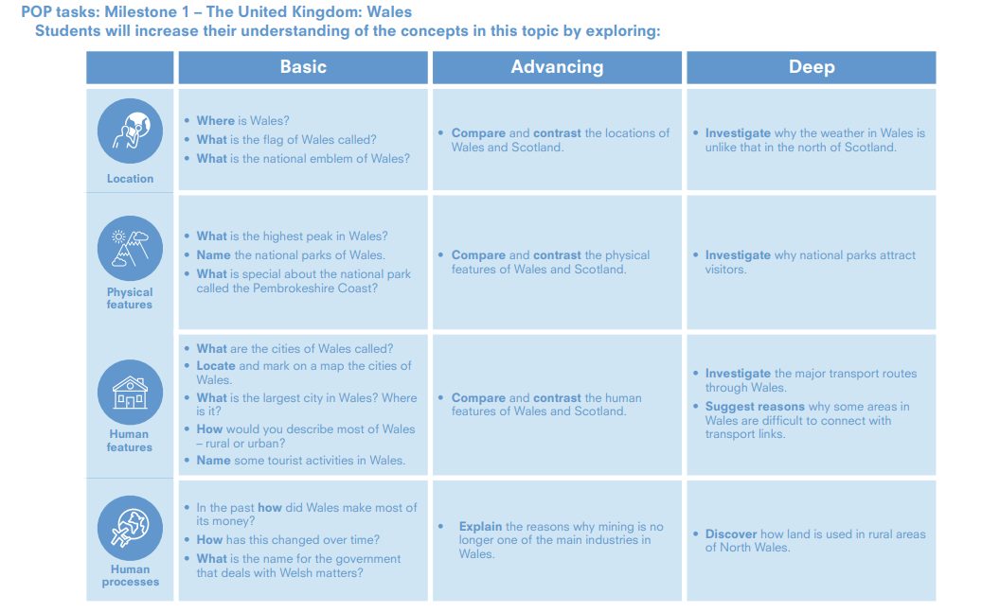 POP tasks: Milestone 1 – The United Kingdom: Wales
Students will increase their understanding of the concepts in this topic by exploring:
Basic
Advancing
Deep
Location
• Where is Wales?
• What is the flag of Wales called?
• What is the national emblem of Wales?
• Compare and contrast the locations of
Wales and Scotland.
• Investigate why the weather in Wales is
unlike that in the north of Scotland.
Physical
features
• What is the highest peak in Wales?
• Name the national parks of Wales.
• What is special about the national park
called the Pembrokeshire Coast?
• Compare and contrast the physical
features of Wales and Scotland.
• Investigate why national parks attract
visitors.
Human
features
• What are the cities of Wales called?
• Locate and mark on a map the cities of
Wales.
• What is the largest city in Wales? Where
is it?
• How would you describe most of Wales
– rural or urban?
• Name some tourist activities in Wales.
• Compare and contrast the human
features of Wales and Scotland.
• Investigate the major transport routes
through Wales.
• Suggest reasons why some areas in
Wales are difficult to connect with
transport links.
Human
processes
• In the past how did Wales make most of
its money?
• How has this changed over time?
• What is the name for the government
that deals with Welsh matters?
• Explain the reasons why mining is no
longer one of the main industries in
Wales.
• Discover how land is used in rural areas
of North Wales.